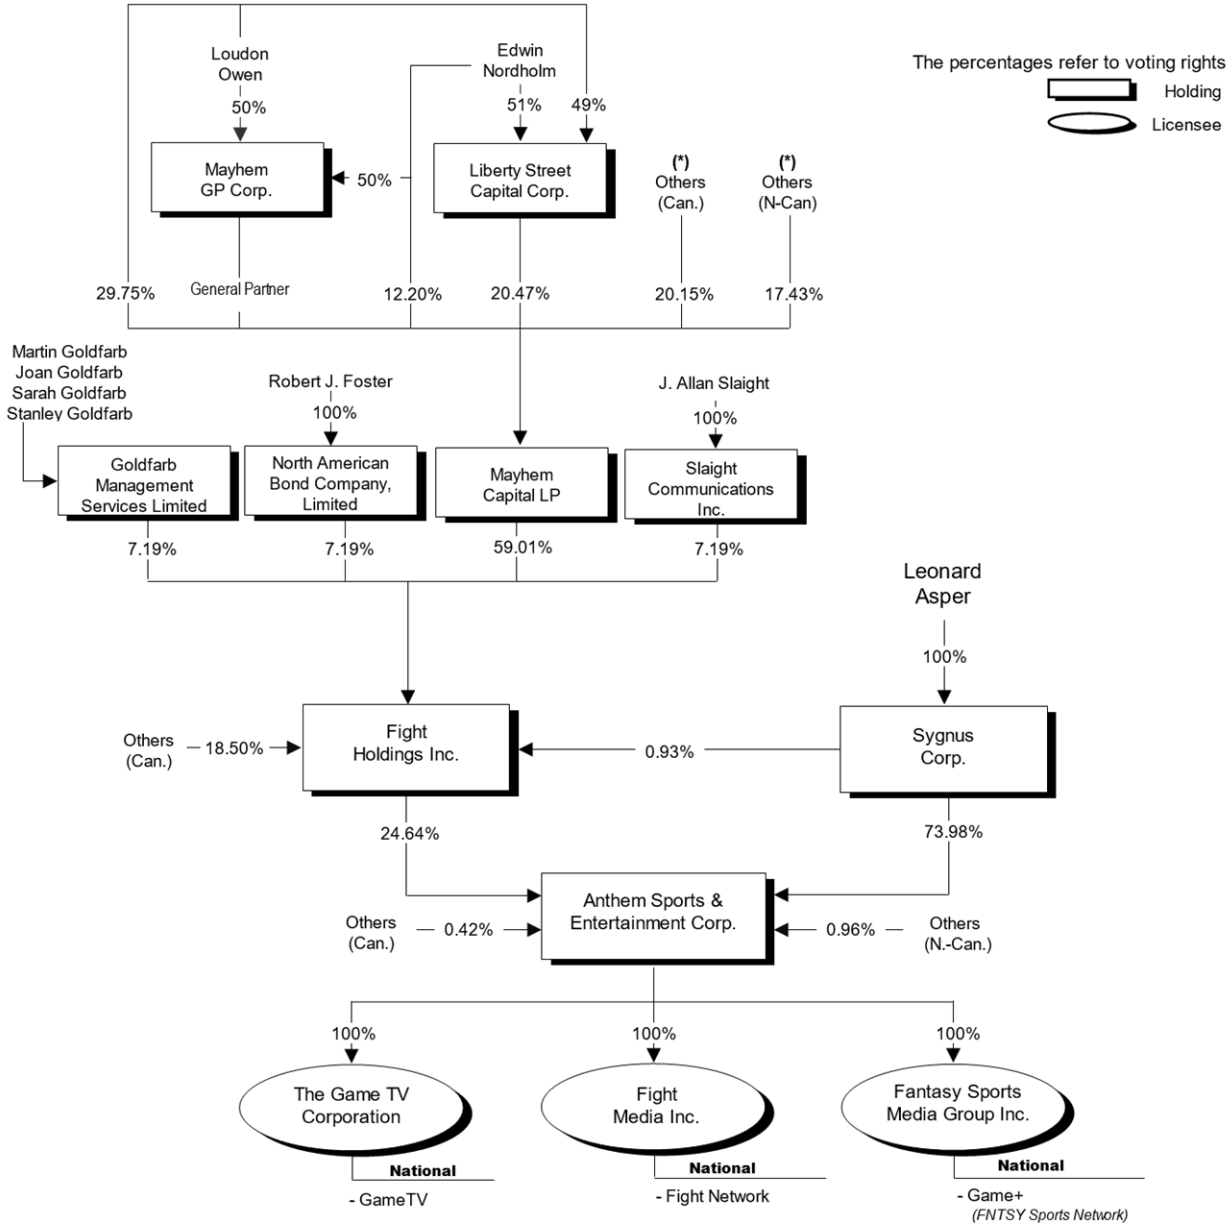 Loudon
Owen
50%
Edwin
Nordholm
51%
49%
The percentages refer to voting rights
Holding
Licensee
Mayhem
GP Corp.
50%
Liberty Street
Capital Corp.
(*)
Others
(Can.)
(*)
Others
(N-Can)
29.75%
General Partner
12.20%
20.47%
20.15%
17.43%
Martin Goldfarb
Joan Goldfarb
Sarah Goldfarb
Stanley Goldfarb
Robert J. Foster
100%
J. Allan Slaight
100%
Goldfarb
Management
Services Limited
North American
Bond Company,
Limited
Mayhem
Capital LP
Slaight
Communications
Inc.
7.19%
7.19%
59.01%
7.19%
Leonard
Asper
100%
Others
(Can.)
18.50%
Fight
Holdings Inc.
0.93%
Sygnus
Corp.
24.64%
73.98%
Others
(Can.)
0.42%
Anthem Sports &
Entertainment Corp.
0.96%
Others
(N.-Can.)
100%
100%
100%
The Game TV
Corporation
Fight
Media Inc.
Fantasy Sports
Media Group Inc.
National
- GameTV
National
- Fight Network
National
- Game+
(FNTSY Sports Network)